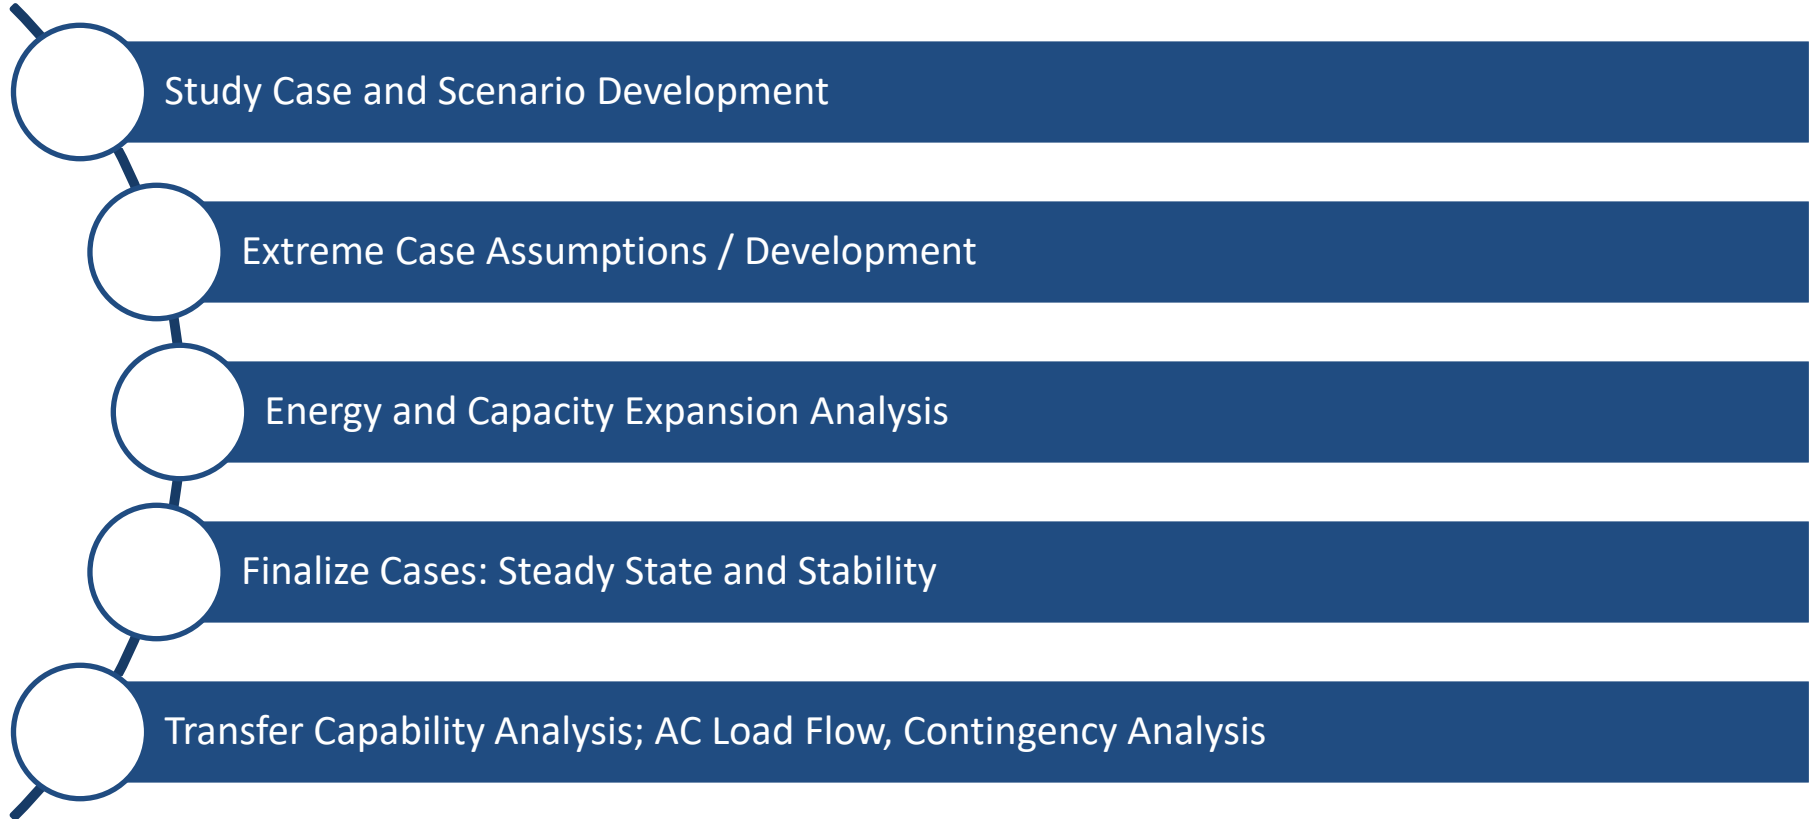 Study Case and Scenario Development
Extreme Case Assumptions / Development
Energy and Capacity Expansion Analysis
Finalize Cases: Steady State and Stability
Transfer Capability Analysis; AC Load Flow, Contingency Analysis